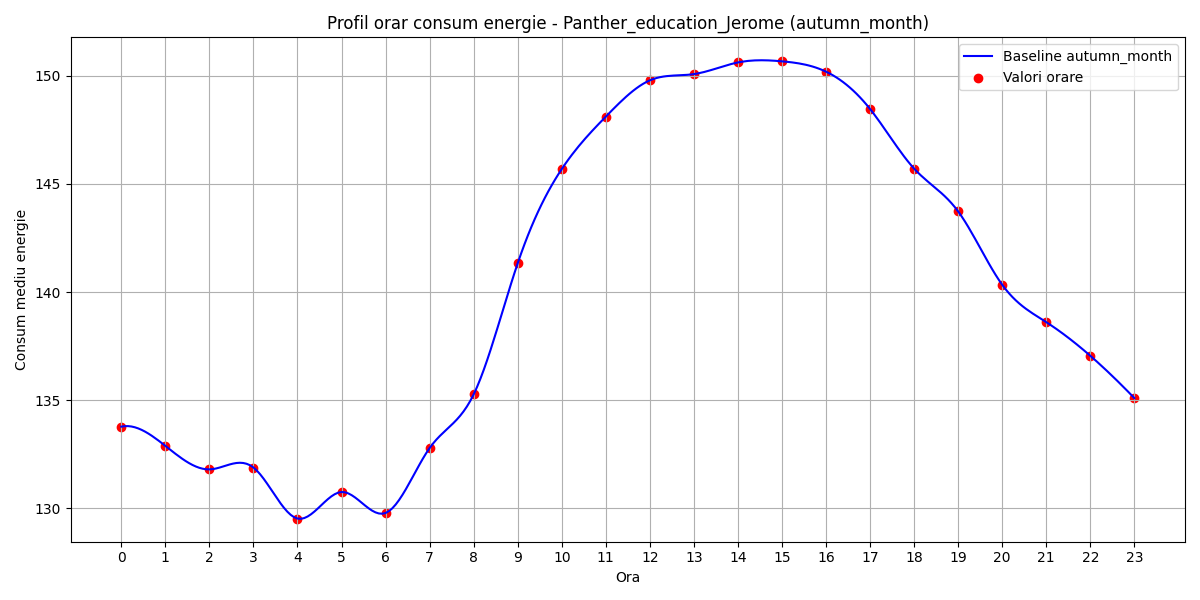 Profil orar consum energie - Panther_education_Jerome (autumn_month)
Baseline autumn_month
Valori orare
Consum mediu energie
150
145
140
135
130
0 1 2 3 4 5 6 7 8 9 10 11 12 13 14 15 16 17 18 19 20 21 22 23
Ora